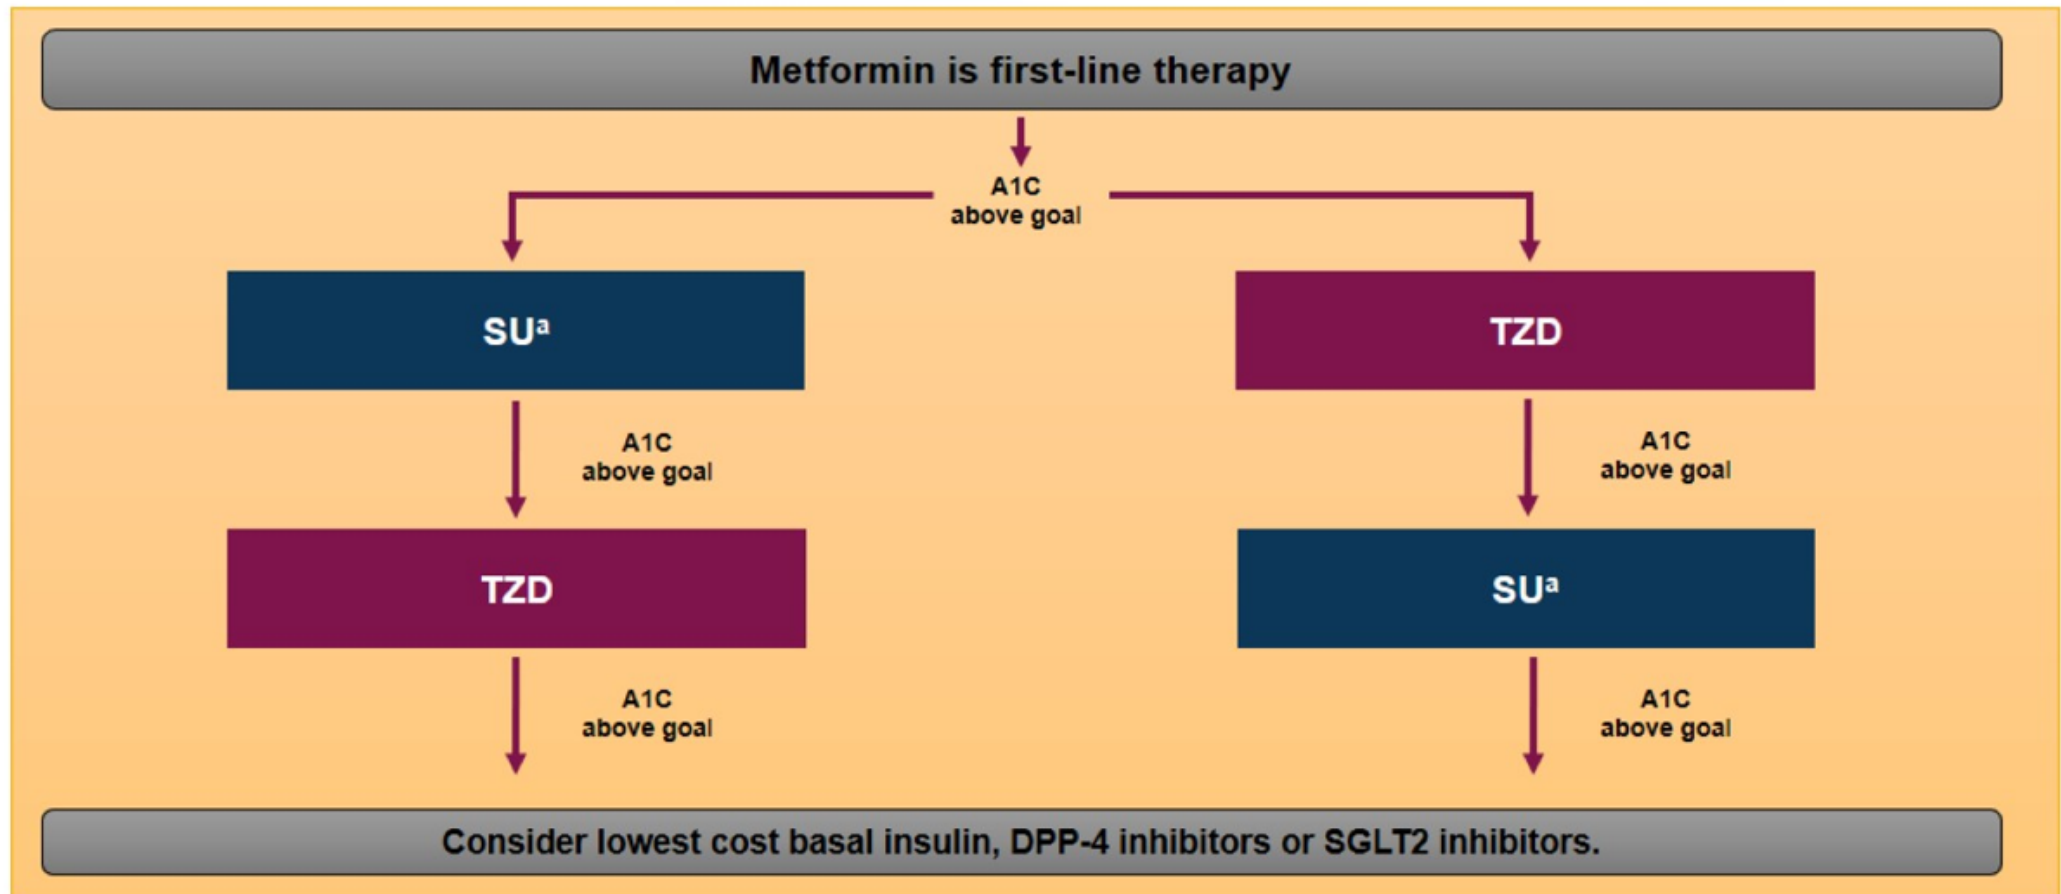 Metformin is first-line therapy
A1C
above goal
SUᵃ
TZD
A1C
above goal
A1C
above goal
TZD
SUᵃ
A1C
above goal
A1C
above goal
Consider lowest cost basal insulin, DPP-4 inhibitors or SGLT2 inhibitors.